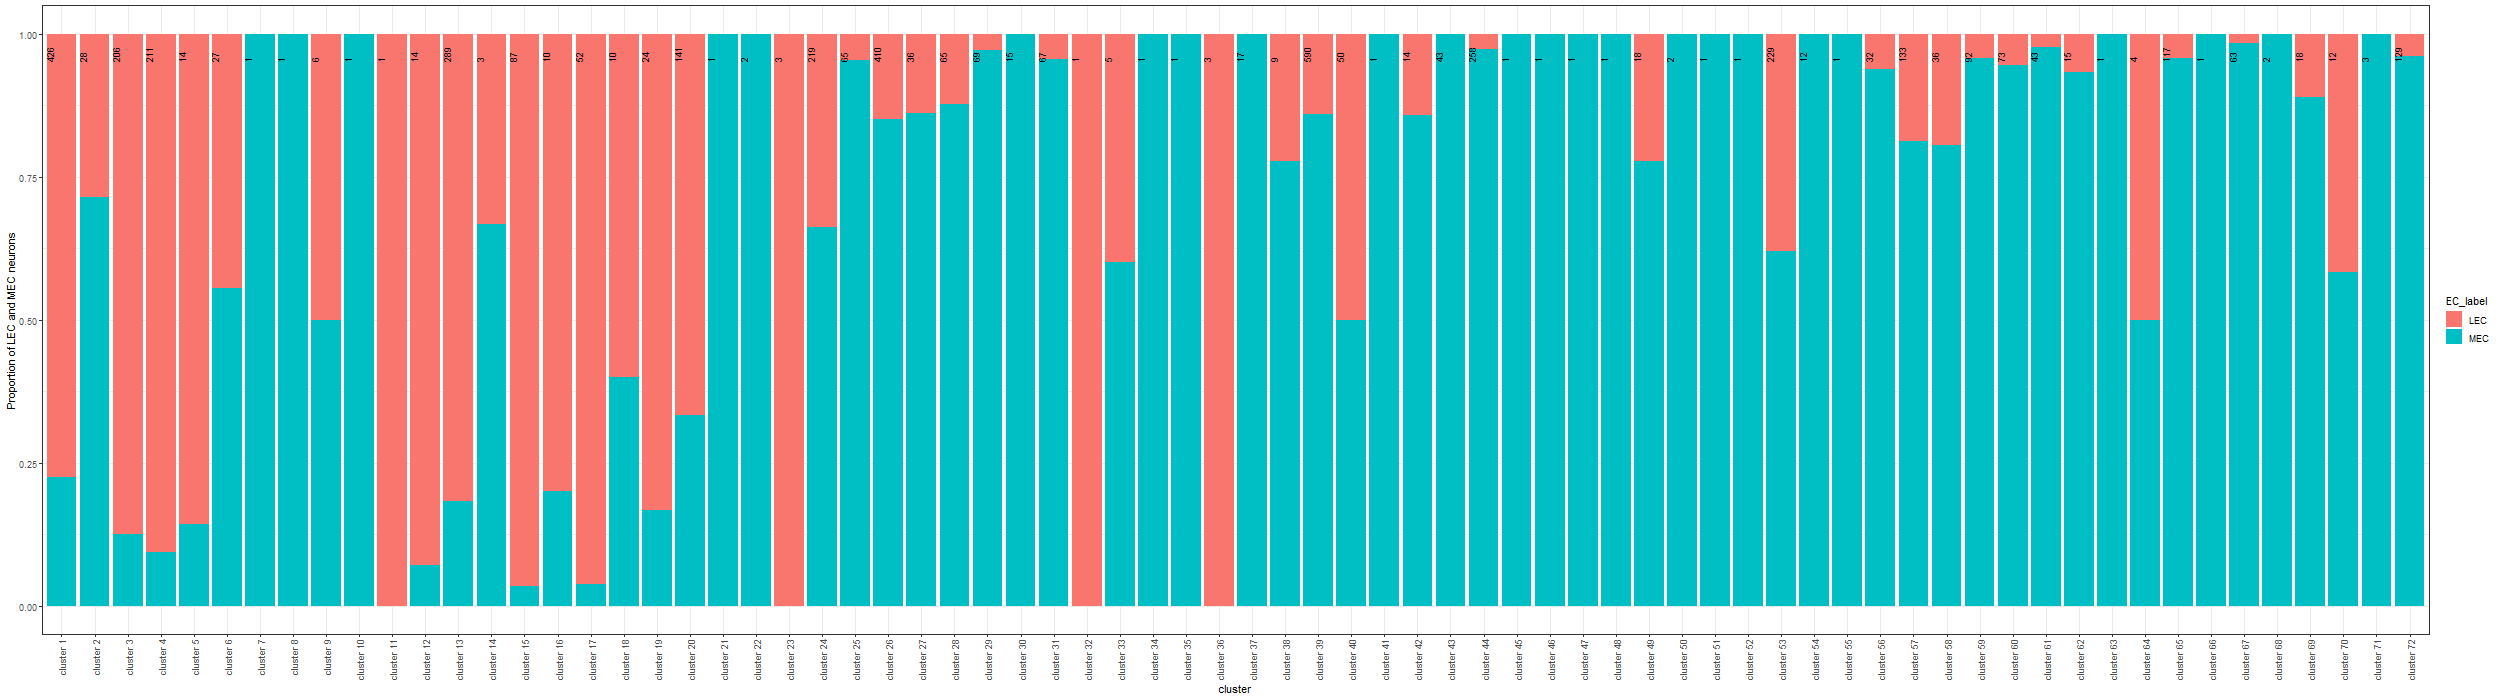 1.00
0.75
0.50
0.25
0.00
Proportion of LEC and MEC neurons
426 28 206 211 14 27 1 1 6 1 1 14 289 3 87 10 52 10 24 141 1 2 3 219 65 410 36 65 69 15 67 1 5 1 1 3 17 9 590 50 1 14 43 258 1 1 1 1 18 2 1 1 229 12 1 32 133 36 92 73 43 15 1 4 117 1 63 2 18 12 3 129
cluster 1
cluster 2
cluster 3
cluster 4
cluster 5
cluster 6
cluster 7
cluster 8
cluster 9
cluster 10
cluster 11
cluster 12
cluster 13
cluster 14
cluster 15
cluster 16
cluster 17
cluster 18
cluster 19
cluster 20
cluster 21
cluster 22
cluster 23
cluster 24
cluster 25
cluster 26
cluster 27
cluster 28
cluster 29
cluster 30
cluster 31
cluster 32
cluster 33
cluster 34
cluster 35
cluster 36
cluster 37
cluster 38
cluster 39
cluster 40
cluster 41
cluster 42
cluster 43
cluster 44
cluster 45
cluster 46
cluster 47
cluster 48
cluster 49
cluster 50
cluster 51
cluster 52
cluster 53
cluster 54
cluster 55
cluster 56
cluster 57
cluster 58
cluster 59
cluster 60
cluster 61
cluster 62
cluster 63
cluster 64
cluster 65
cluster 66
cluster 67
cluster 68
cluster 69
cluster 70
cluster 71
cluster 72
cluster
EC_label
LEC
MEC